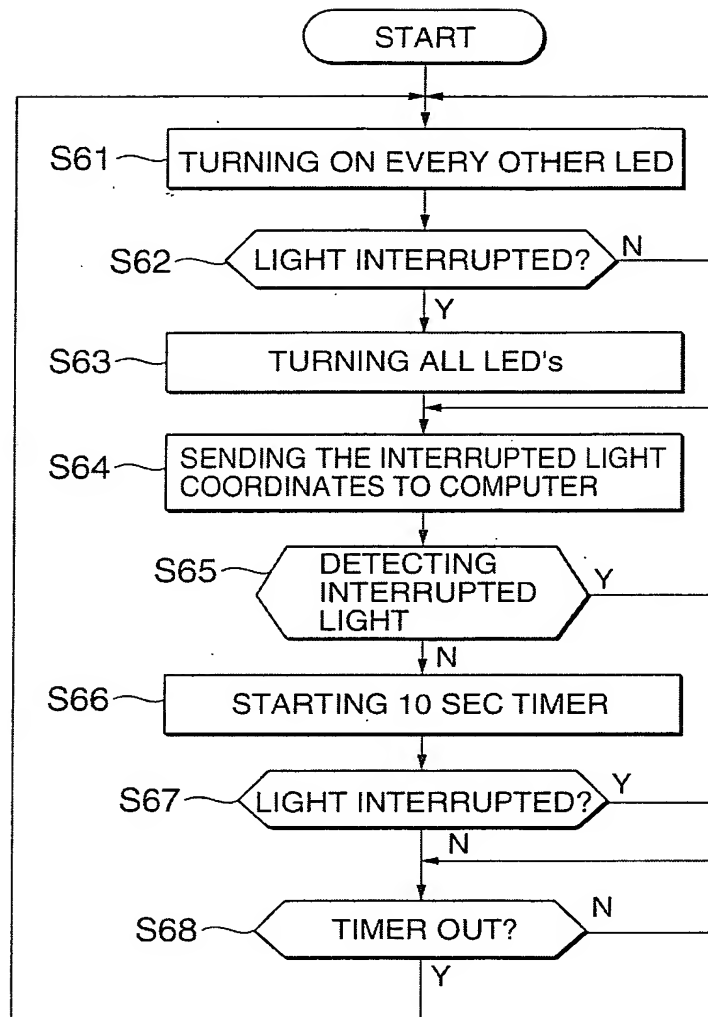 START
S61
TURNING ON EVERY OTHER LED
S62
LIGHT INTERRUPTED?
N
Y
S63
TURNING ALL LED's
S64
SENDING THE INTERRUPTED LIGHT
COORDINATES TO COMPUTER
S65
DETECTING
INTERRUPTED
LIGHT
Y
N
S66
STARTING 10 SEC TIMER
S67
LIGHT INTERRUPTED?
Y
N
S68
TIMER OUT?
N
Y